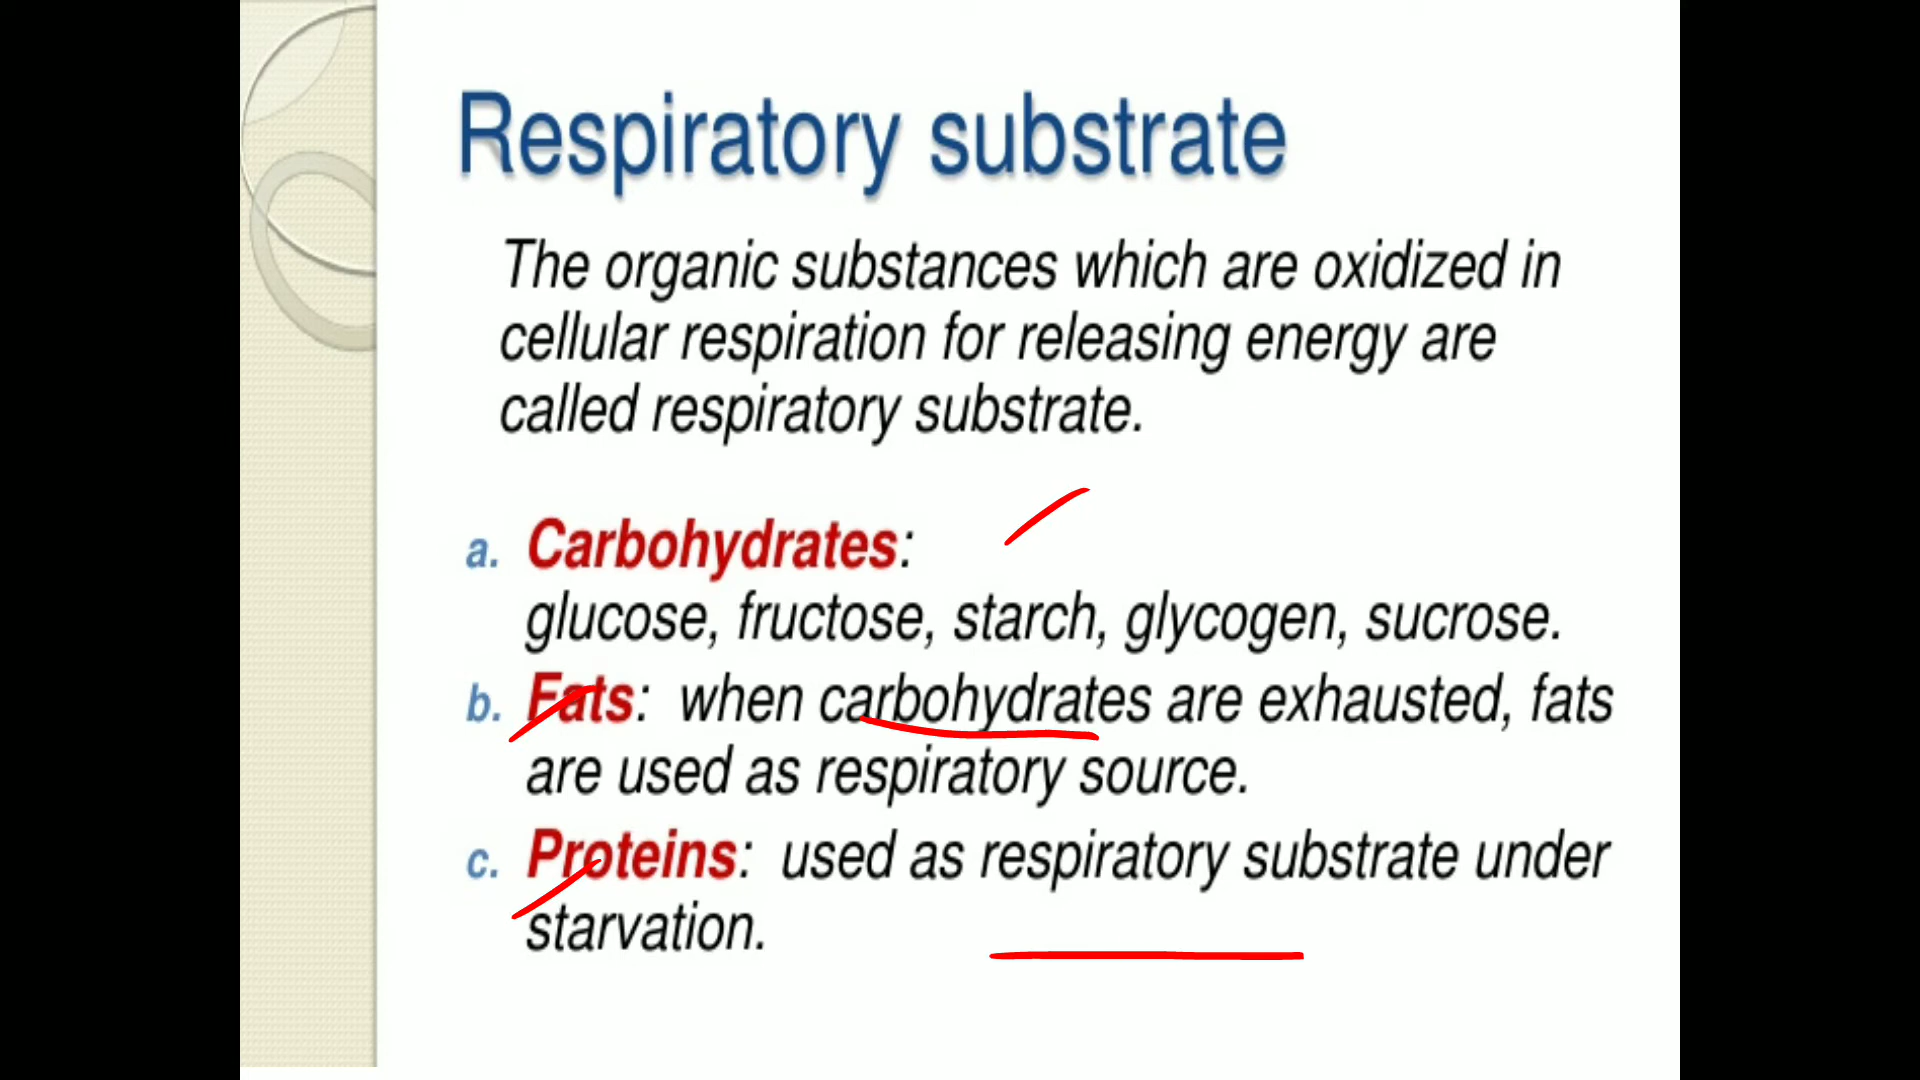 Respiratory substrate
The organic substances which are oxidized in
cellular respiration for releasing energy are
called respiratory substrate.
a. Carbohydrates:
glucose, fructose, starch, glycogen, sucrose.
b. Fats: when carbohydrates are exhausted, fats
are used as respiratory source.
c. Proteins: used as respiratory substrate under
starvation.